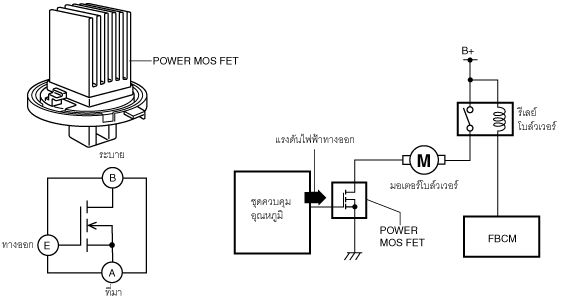 POWER MOS FET
ระบาย
B
ทางออก
E
A
ที่มา
B+
รีเลย์
โบล์วเวอร์
แรงดันไฟฟ้าทางออก
M
มอเตอร์โบล์วเวอร์
ชุดควบคุม
อุณหภูมิ
POWER
MOS FET
FBCM